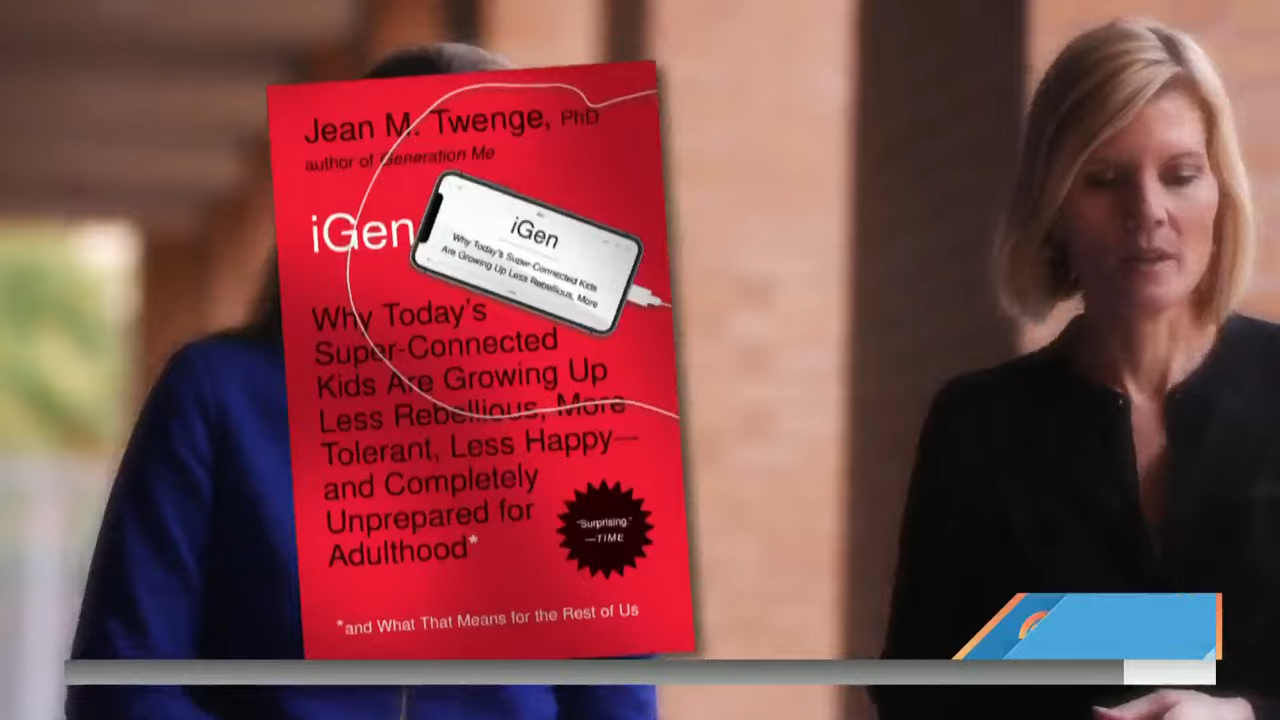 Jean M. Twenge, PhD
author of Generation Me
iGen
iGen
Why Today's Super-Connected Kids
Are Growing Up Less Rebellious, More
Why Today's
Super-Connected
Kids Are Growing Up
Less Rebellious, More
Tolerant, Less Happy—
and Completely
Unprepared for
Adulthood*
"Surprising."
—TIME
*and What That Means for the Rest of Us